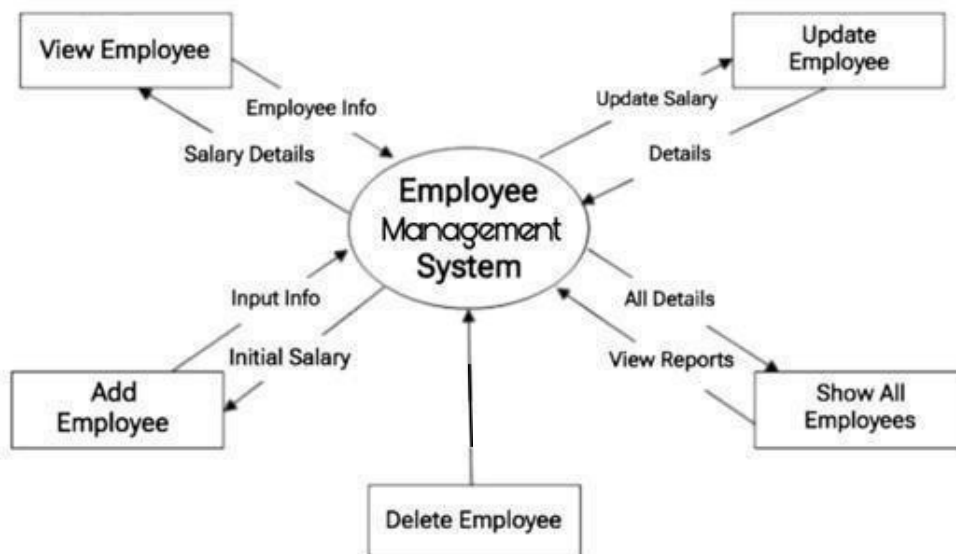 View Employee
Update
Employee
Employee Info
Update Salary
Salary Details
Details
Employee
Management
System
Input Info
All Details
Initial Salary
View Reports
Add
Employee
Show All
Employees
Delete Employee